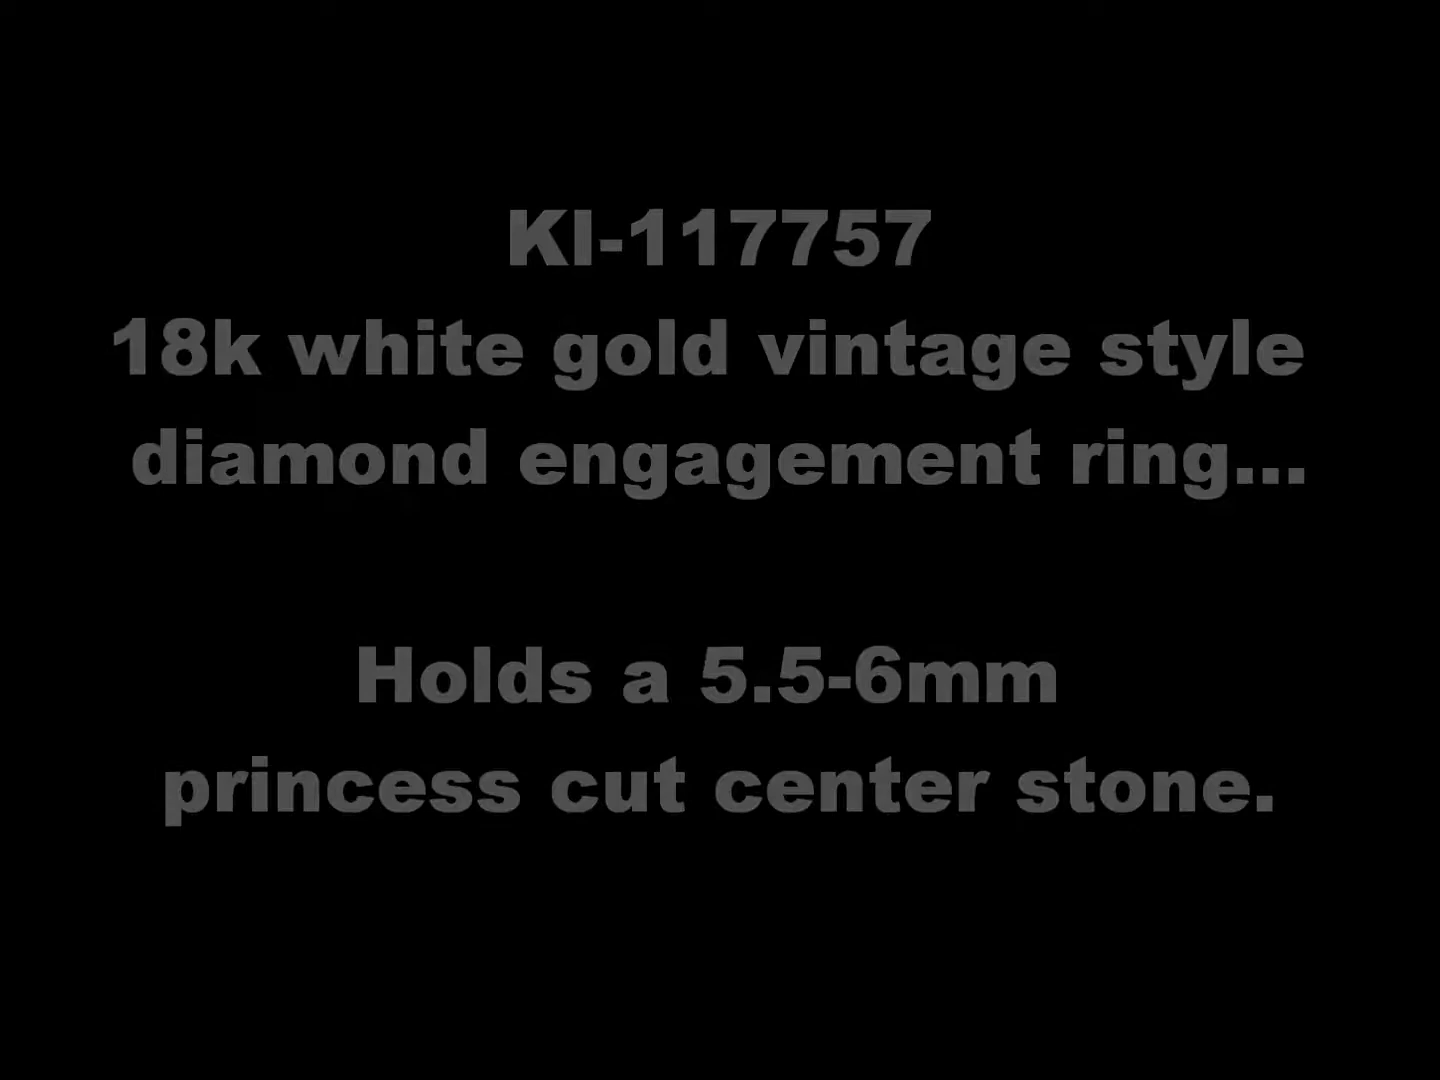 KI-117757
18k white gold vintage style
diamond engagement ring...
Holds a 5.5-6mm
princess cut center stone.